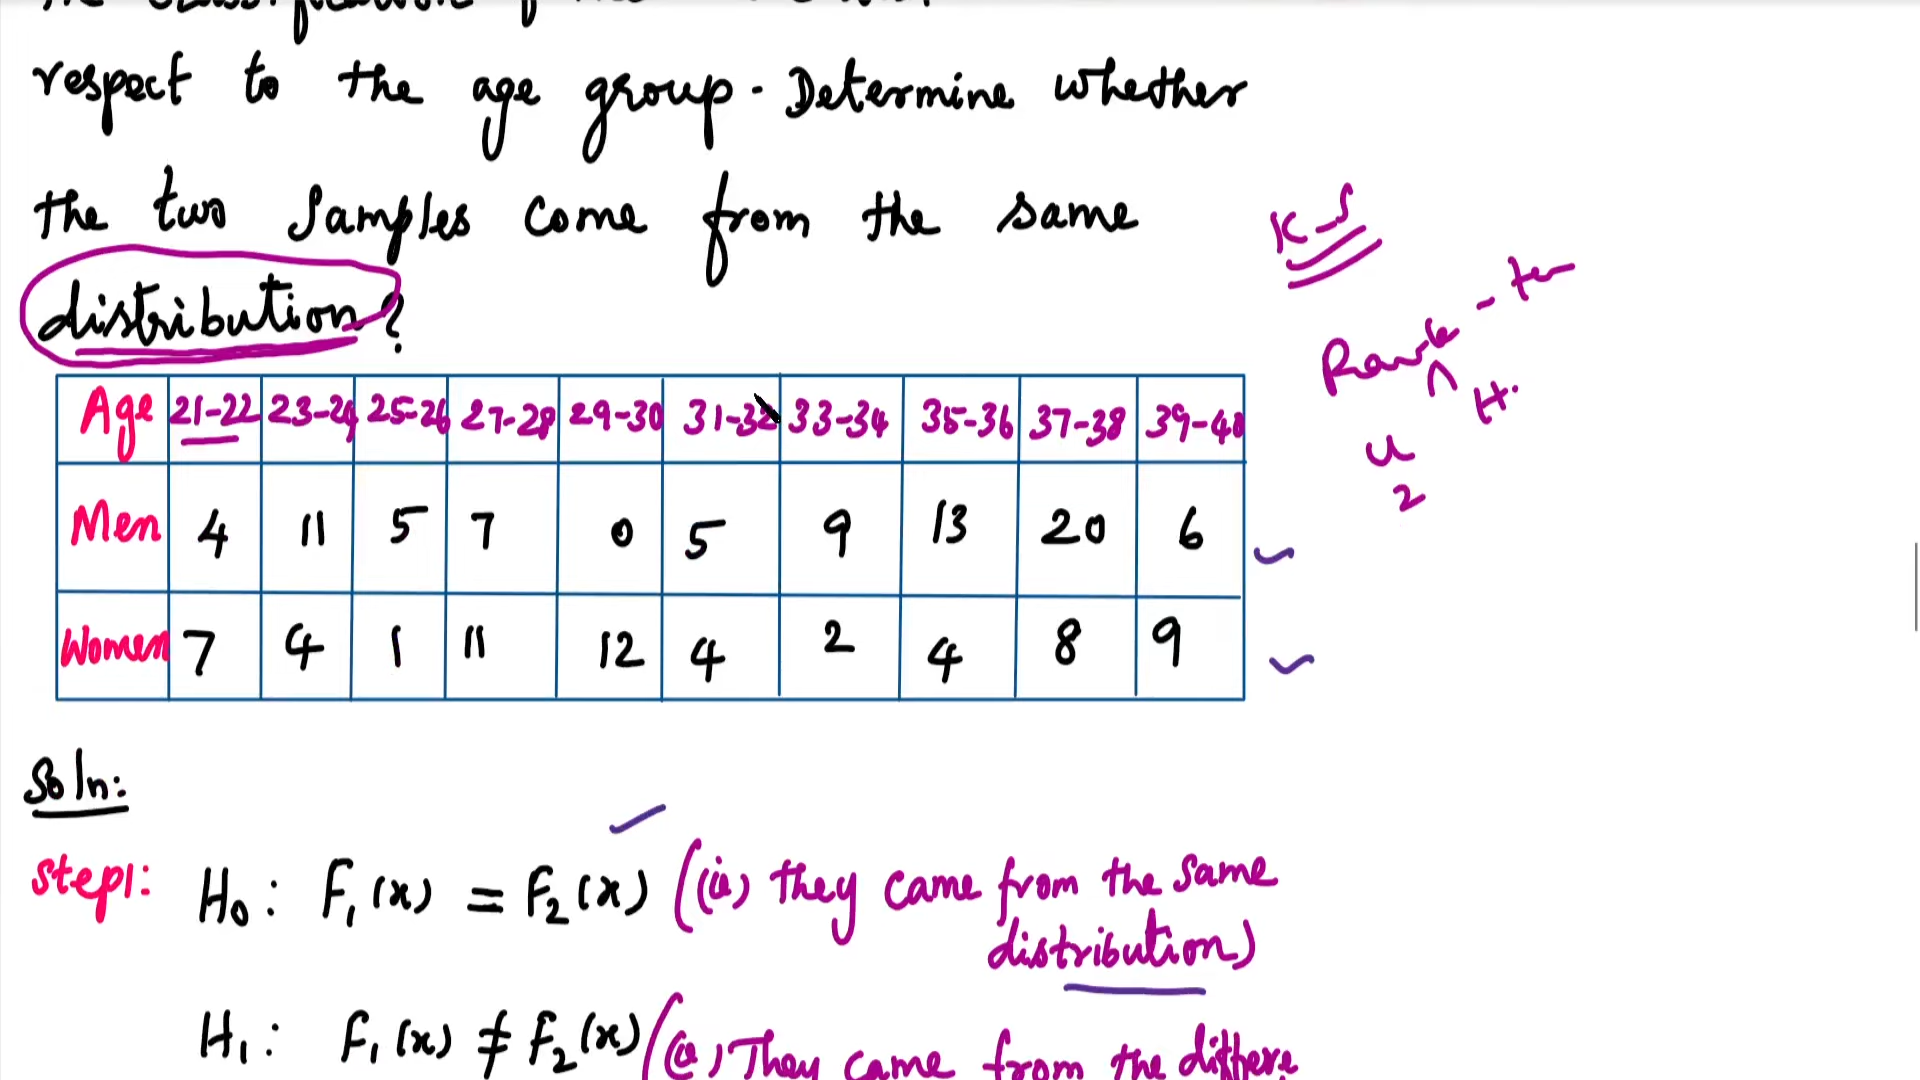 respect to the age group. Determine whether
the two samples come from the same
distribution?
K-S
Rank
H.
U
2
Age 21-22 23-24 25-26 27-28 29-30 31-32 33-34 35-36 37-38 39-40
Men 4 11 5 7 0 5 9 13 20 6
Women 7 4 1 11 12 4 2 4 8 9
Soln:
Step1: H₀: F₁(x) = F₂(x) ((ie) they came from the same
distribution)
H₁: F₁(x) ≠ F₂(x) ((ie) They came from the